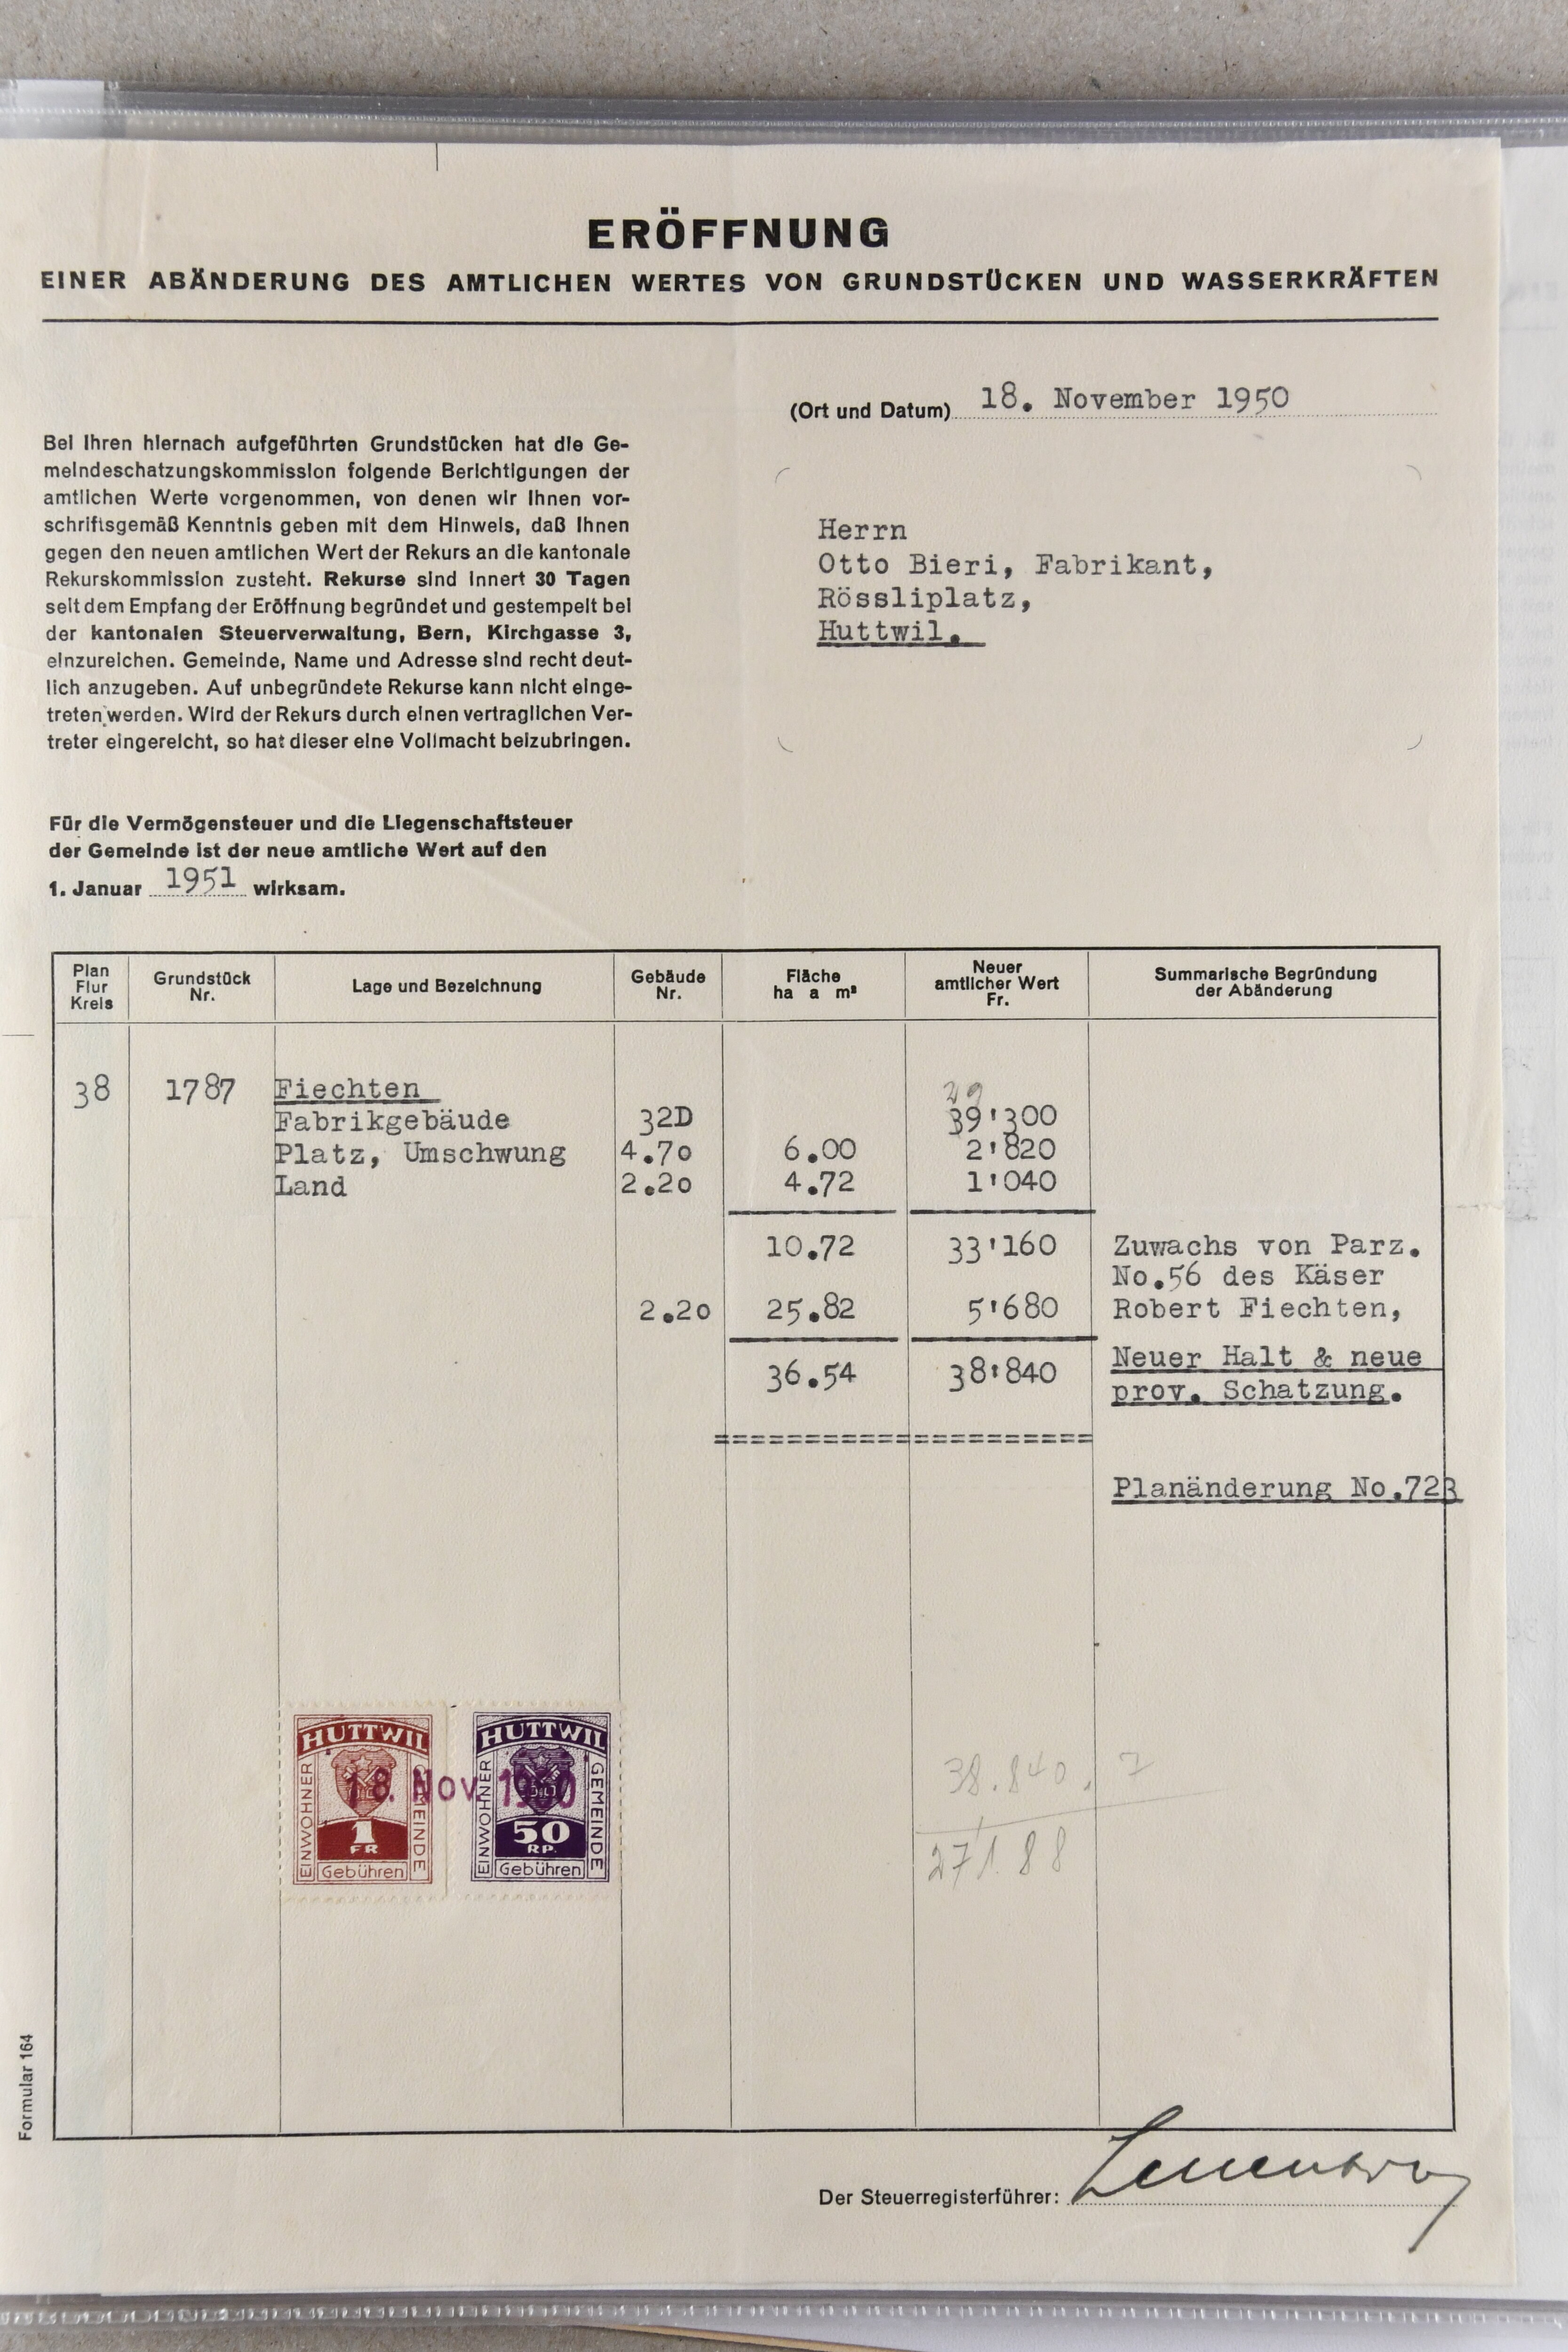 ERÖFFNUNG
EINER ABÄNDERUNG DES AMTLICHEN WERTES VON GRUNDSTÜCKEN UND WASSERKRÄFTEN
(Ort und Datum) 18. November 1950
Bei Ihren hiernach aufgeführten Grundstücken hat die Ge-
meindeschatzungskommission folgende Berichtigungen der
amtlichen Werte vorgenommen, von denen wir Ihnen vor-
schriftsgemäß Kenntnis geben mit dem Hinweis, daß Ihnen
gegen den neuen amtlichen Wert der Rekurs an die kantonale
Rekurskommission zusteht. Rekurse sind innert 30 Tagen
seit dem Empfang der Eröffnung begründet und gestempelt bei
der kantonalen Steuerverwaltung, Bern, Kirchgasse 3,
einzureichen. Gemeinde, Name und Adresse sind recht deut-
lich anzugeben. Auf unbegründete Rekurse kann nicht einge-
treten werden. Wird der Rekurs durch einen vertraglichen Ver-
treter eingereicht, so hat dieser eine Vollmacht beizubringen.
Herrn
Otto Bieri, Fabrikant,
Rössliplatz,
Huttwil.
Für die Vermögensteuer und die Liegenschaftsteuer
der Gemeinde ist der neue amtliche Wert auf den
1. Januar 1951 wirksam.
Plan Flur Kreis Grundstück Nr. Lage und Bezeichnung Gebäude Nr. Fläche ha a m² Neuer amtlicher Wert Fr. Summarische Begründung der Abänderung
38 1787 Fiechten 29
Fabrikgebäude 32D 39'300
Platz, Umschwung 4.70 6.00 2'820
Land 2.20 4.72 1'040
10.72 33'160 Zuwachs von Parz.
No.56 des Käser
2.20 25.82 5'680 Robert Fiechten,
Neuer Halt & neue
36.54 38'840 prov. Schatzung.
=====================
Planänderung No.723
HUTTWIL HUTTWIL
EINWOHNER GEMEINDE EINWOHNER GEMEINDE
18. Nov. 1950
1 FR 50 RP.
Gebühren Gebühren
38.840. 7
271.88
Formular 164
Der Steuerregisterführer: